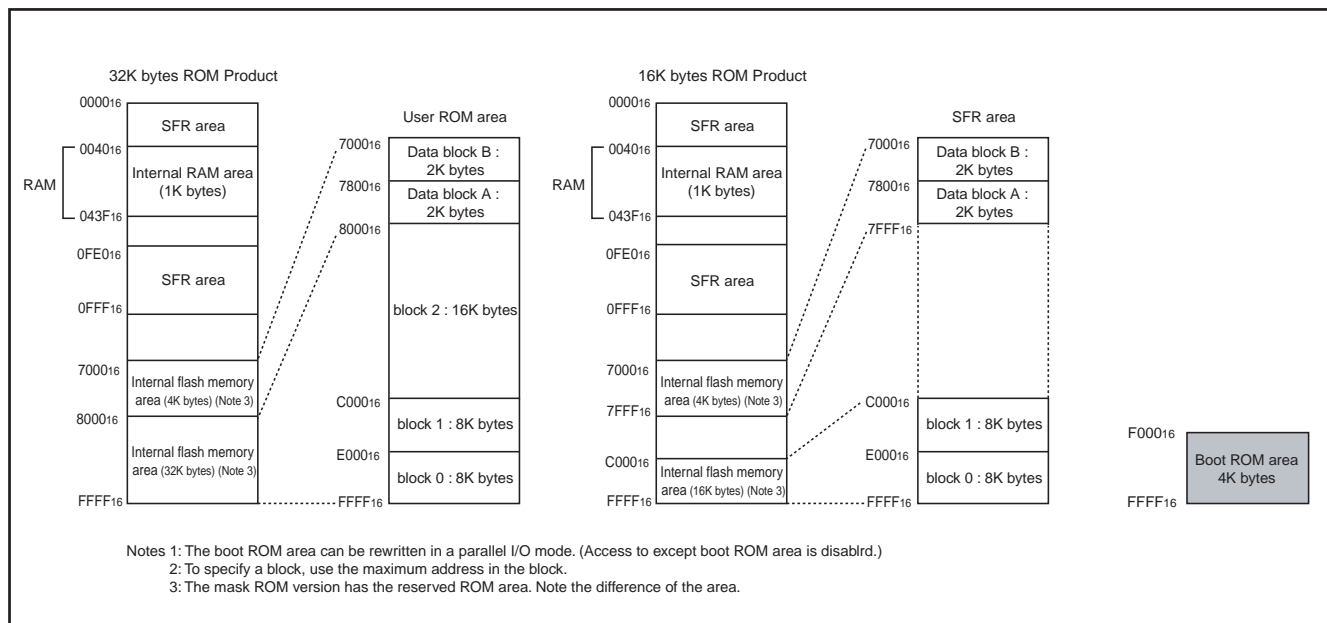 32K bytes ROM Product
000016
SFR area
004016
RAM
Internal RAM area
(1K bytes)
043F16
0FE016
SFR area
0FFF16
700016
Internal flash memory
area (4K bytes) (Note 3)
800016
Internal flash memory
area (32K bytes) (Note 3)
FFFF16
User ROM area
700016
Data block B :
2K bytes
780016
Data block A :
2K bytes
800016
block 2 : 16K bytes
C00016
block 1 : 8K bytes
E00016
block 0 : 8K bytes
FFFF16
16K bytes ROM Product
000016
SFR area
004016
RAM
Internal RAM area
(1K bytes)
043F16
0FE016
SFR area
0FFF16
700016
Internal flash memory
area (4K bytes) (Note 3)
7FFF16
C00016
Internal flash memory
area (16K bytes) (Note 3)
FFFF16
SFR area
700016
Data block B :
2K bytes
780016
Data block A :
2K bytes
7FFF16
C00016
block 1 : 8K bytes
E00016
block 0 : 8K bytes
FFFF16
F00016
Boot ROM area
4K bytes
FFFF16
Notes 1: The boot ROM area can be rewritten in a parallel I/O mode. (Access to except boot ROM area is disablrd.)
2: To specify a block, use the maximum address in the block.
3: The mask ROM version has the reserved ROM area. Note the difference of the area.